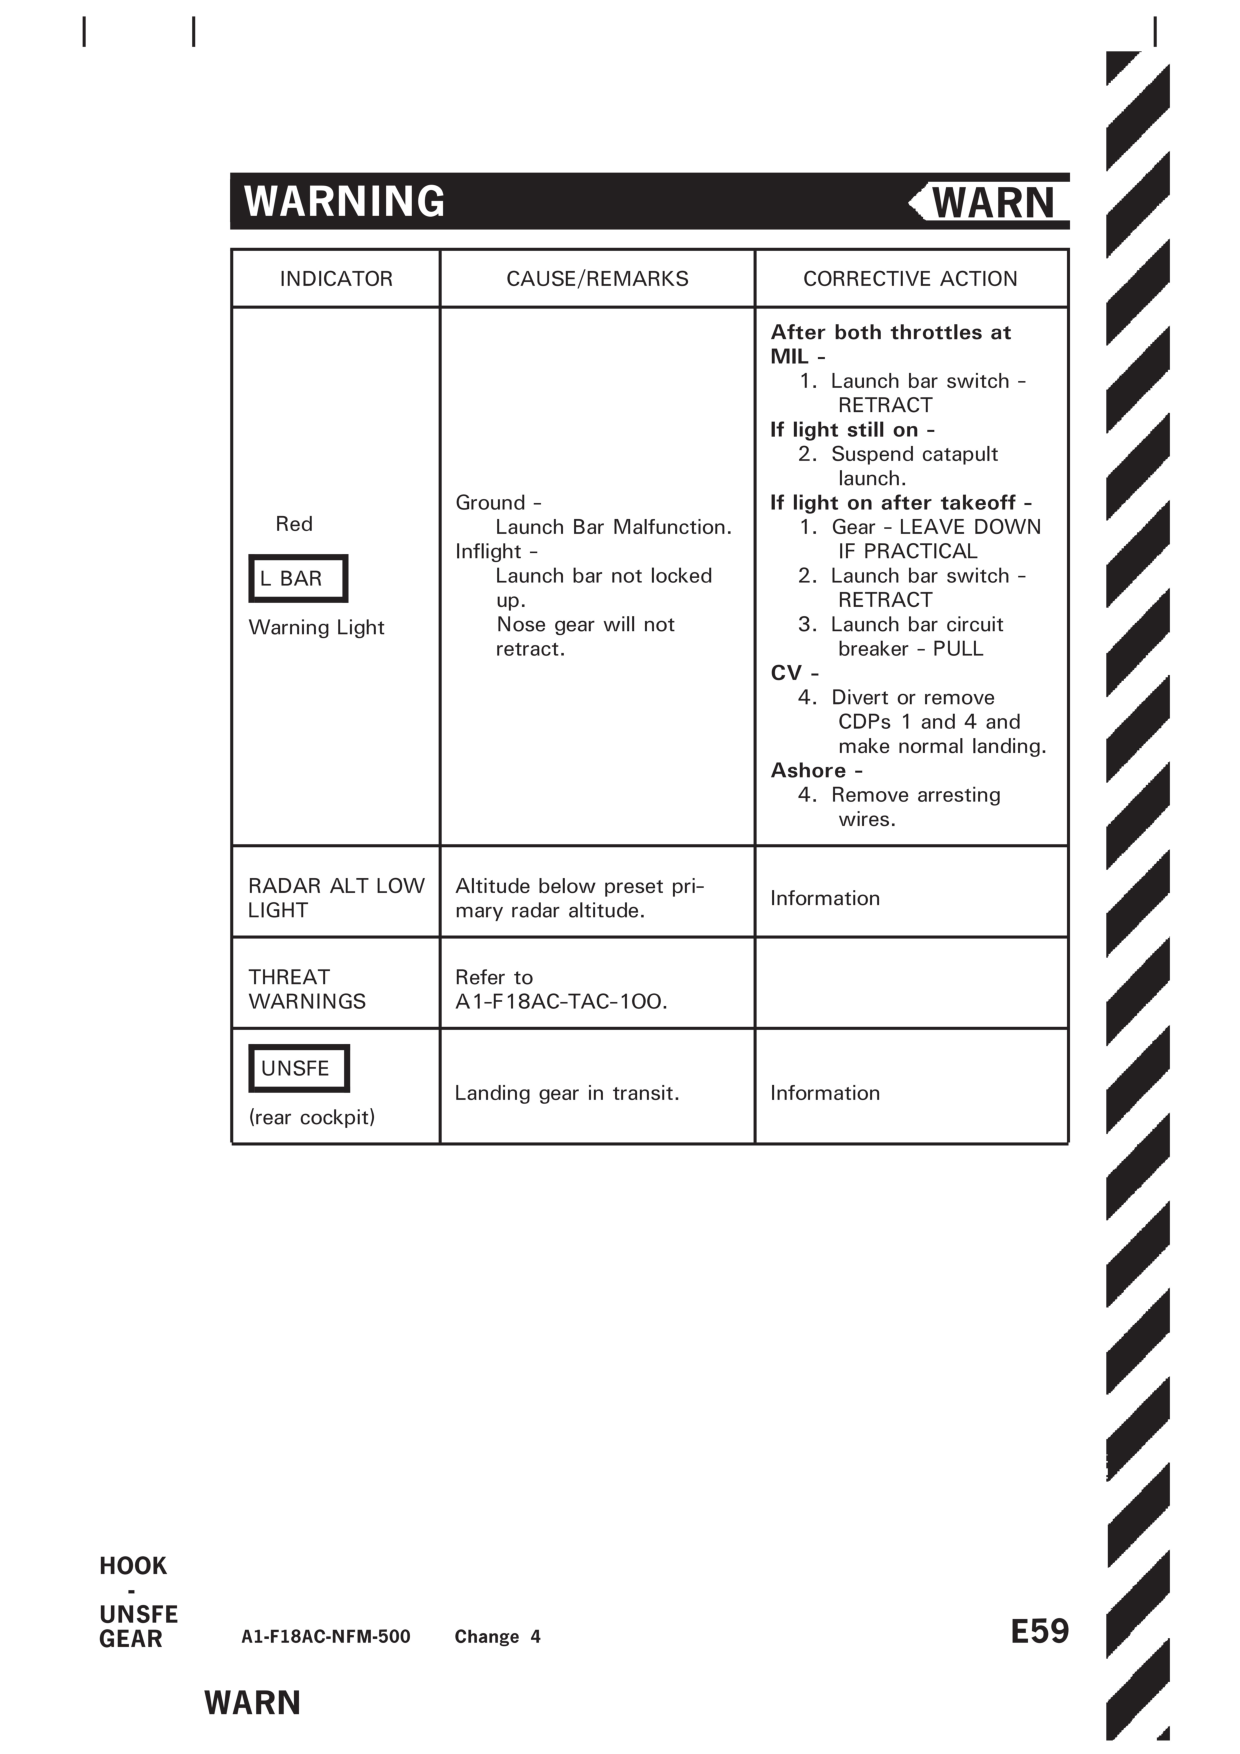 WARNING
WARN
INDICATOR
CAUSE/REMARKS
CORRECTIVE ACTION
Red
L BAR
Warning Light
Ground -
Launch Bar Malfunction.
Inflight -
Launch bar not locked
up.
Nose gear will not
retract.
After both throttles at
MIL -
1. Launch bar switch -
RETRACT
If light still on -
2. Suspend catapult
launch.
If light on after takeoff -
1. Gear - LEAVE DOWN
IF PRACTICAL
2. Launch bar switch -
RETRACT
3. Launch bar circuit
breaker - PULL
CV -
4. Divert or remove
CDPs 1 and 4 and
make normal landing.
Ashore -
4. Remove arresting
wires.
RADAR ALT LOW
LIGHT
Altitude below preset pri-
mary radar altitude.
Information
THREAT
WARNINGS
Refer to
A1-F18AC-TAC-100.
UNSFE
(rear cockpit)
Landing gear in transit.
Information
HOOK
-
UNSFE
GEAR
A1-F18AC-NFM-500 Change 4
E59
WARN